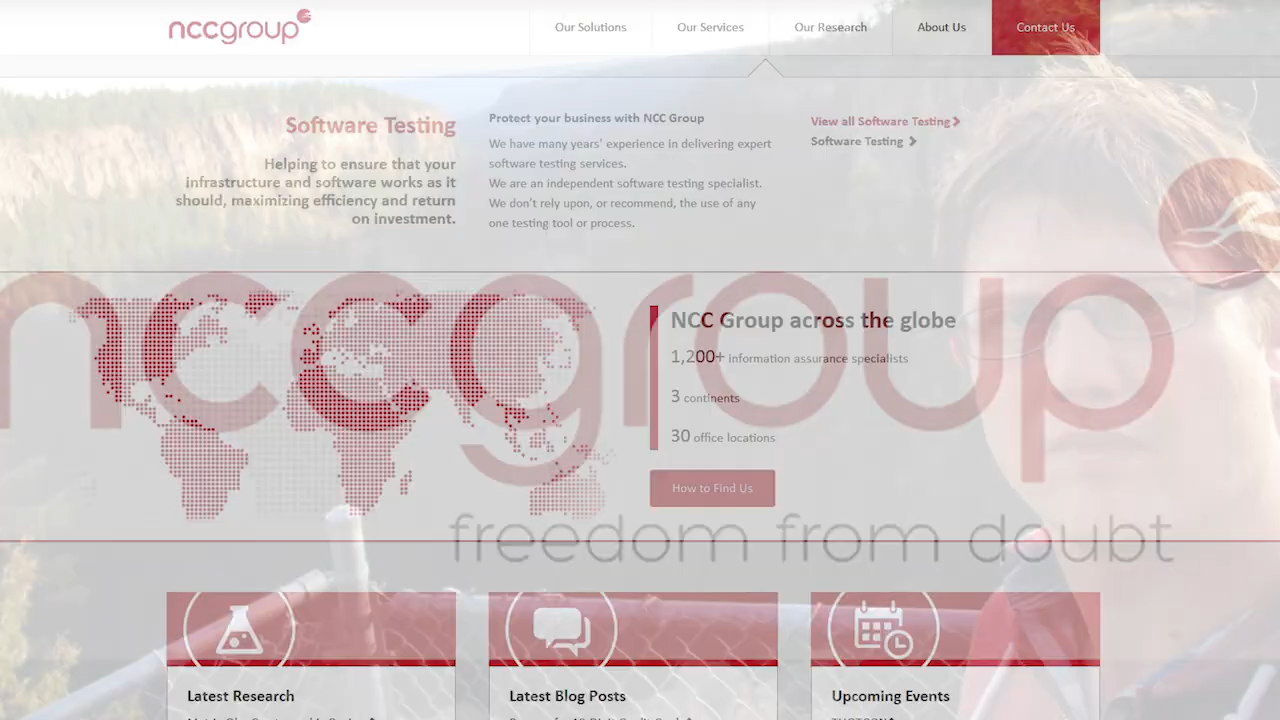 nccgroup
Our Solutions
Our Services
Our Research
About Us
Contact Us
Software Testing
Helping to ensure that your
infrastructure and software works as it
should, maximizing efficiency and return
on investment.
Protect your business with NCC Group
We have many years' experience in delivering expert
software testing services.
We are an independent software testing specialist.
We don't rely upon, or recommend, the use of any
one testing tool or process.
View all Software Testing
Software Testing
nccgroup
freedom from doubt
NCC Group across the globe
1,200+ information assurance specialists
3 continents
30 office locations
How to Find Us
Latest Research
Latest Blog Posts
Upcoming Events